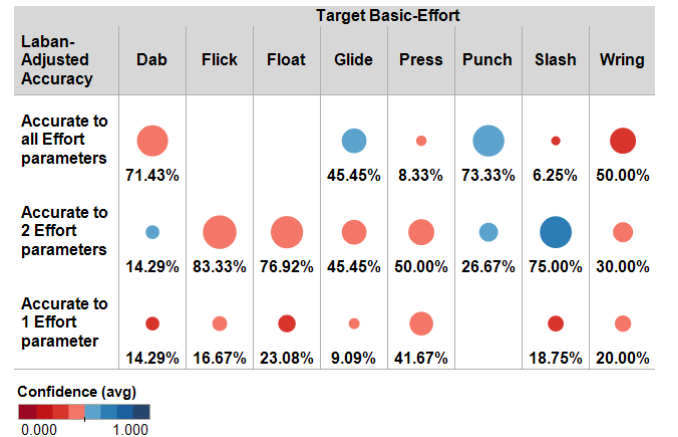 Target Basic-Effort
Laban-
Adjusted
Accuracy
Dab Flick Float Glide Press Punch Slash Wring
Accurate to
all Effort
parameters
71.43% 45.45% 8.33% 73.33% 6.25% 50.00%
Accurate to
2 Effort
parameters
14.29% 83.33% 76.92% 45.45% 50.00% 26.67% 75.00% 30.00%
Accurate to
1 Effort
parameter
14.29% 16.67% 23.08% 9.09% 41.67% 18.75% 20.00%
Confidence (avg)
0.000 1.000